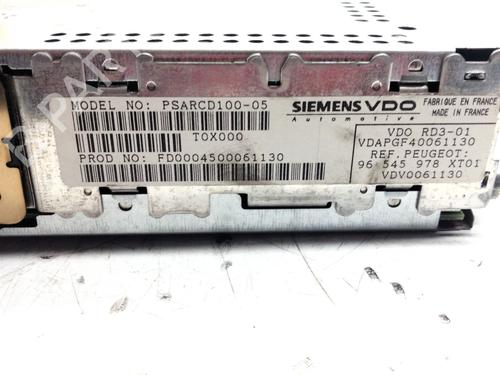 MODEL NO: PSARCD100-05
T0X000
PROD NO: FD0004500061130
SIEMENS VDO
Automotive
FABRIQUE EN FRANCE
MADE IN FRANCE
VDO RD3-01
VDAPGF40061130
REF. PEUGEOT:
96 545 978 XT01
VDV0061130